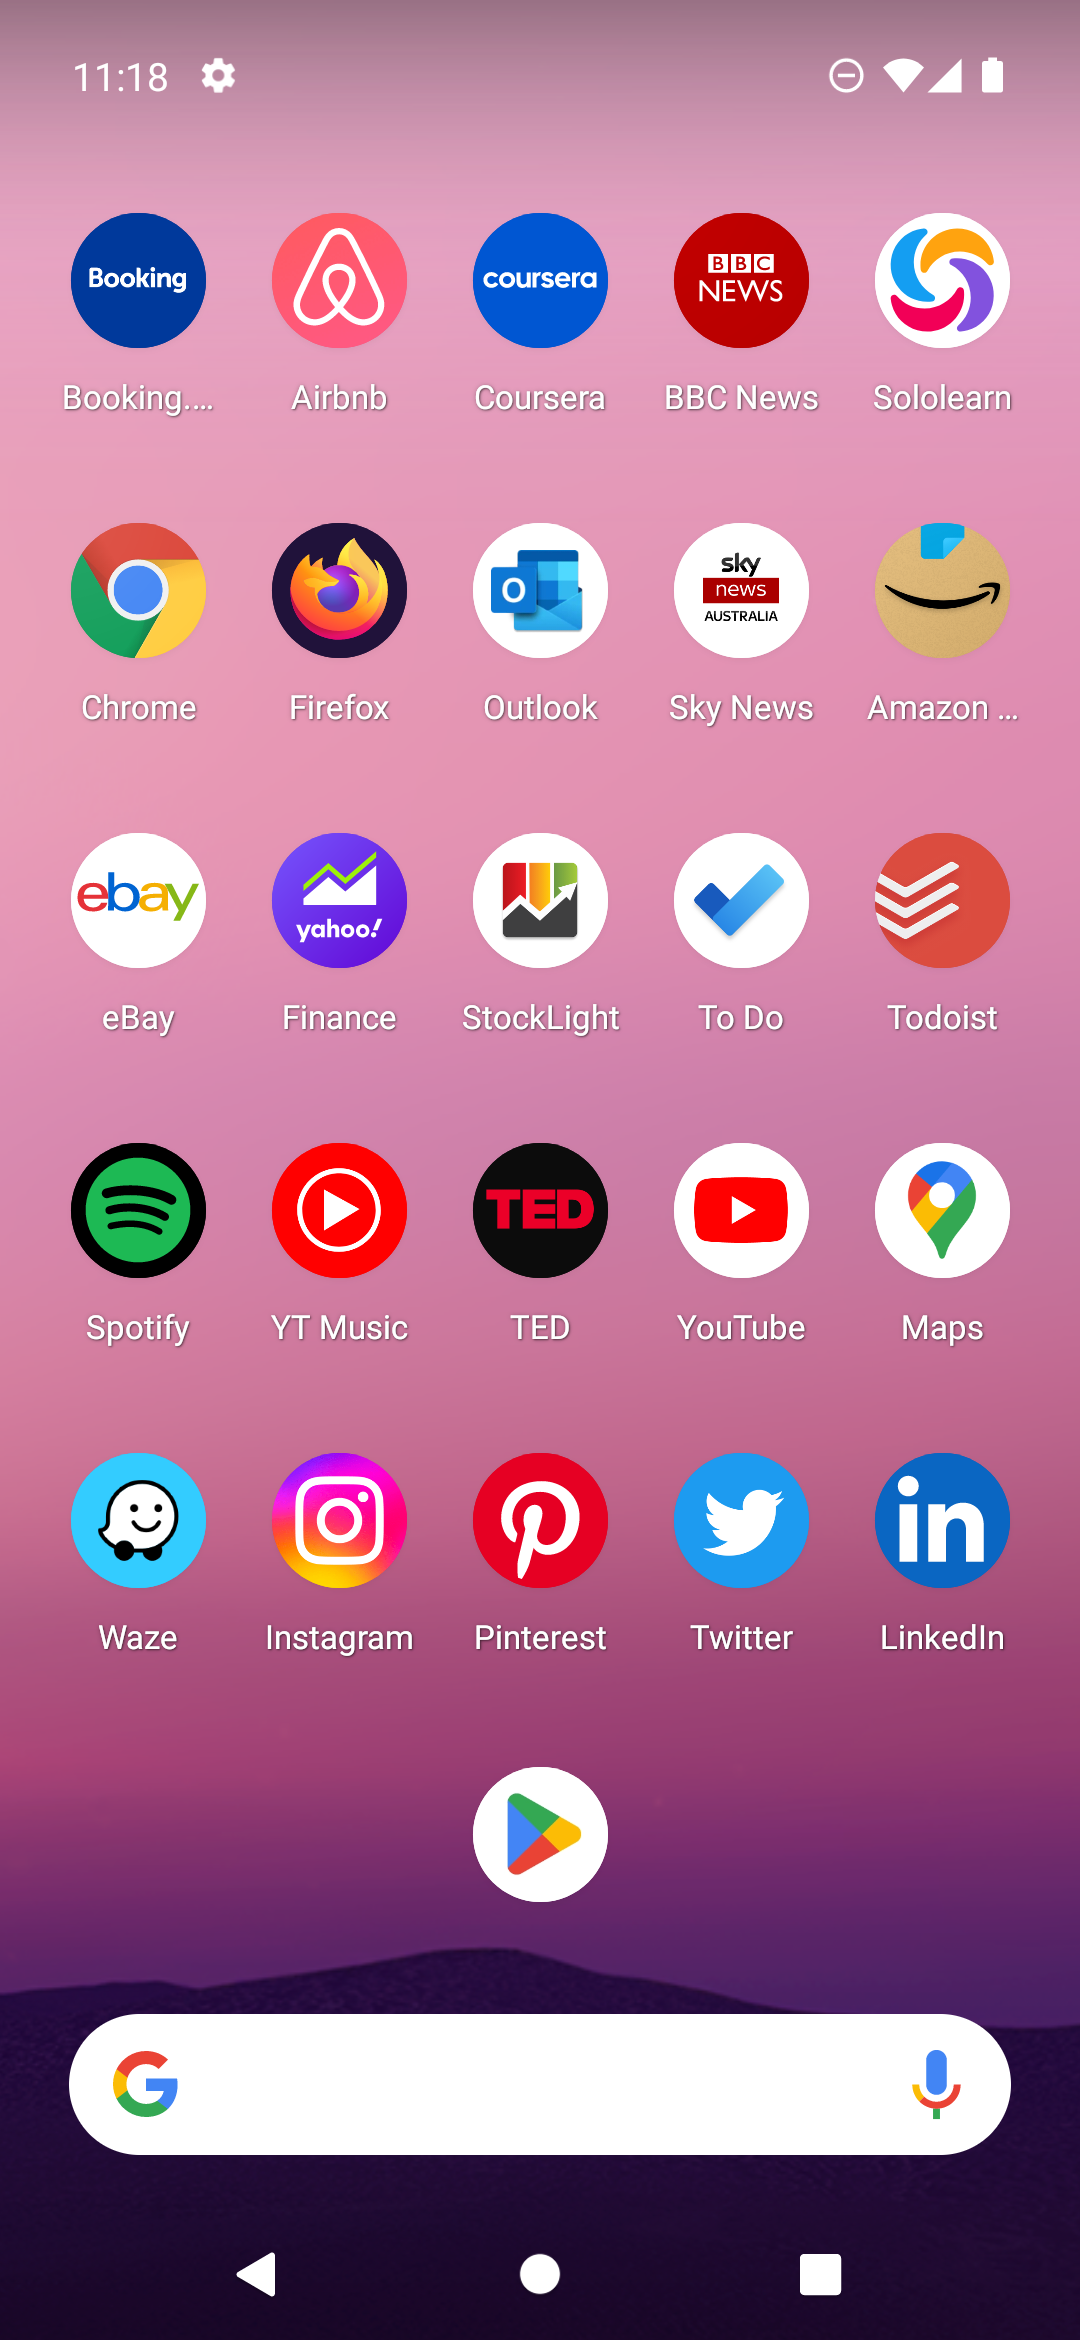 11:18
Booking
coursera
BBC
NEWS
Booking....
Airbnb
Coursera
BBC News
Sololearn
O
sky
news
AUSTRALIA
Chrome
Firefox
Outlook
Sky News
Amazon ...
ebay
yahoo!
eBay
Finance
StockLight
To Do
Todoist
TED
Spotify
YT Music
TED
YouTube
Maps
in
Waze
Instagram
Pinterest
Twitter
LinkedIn